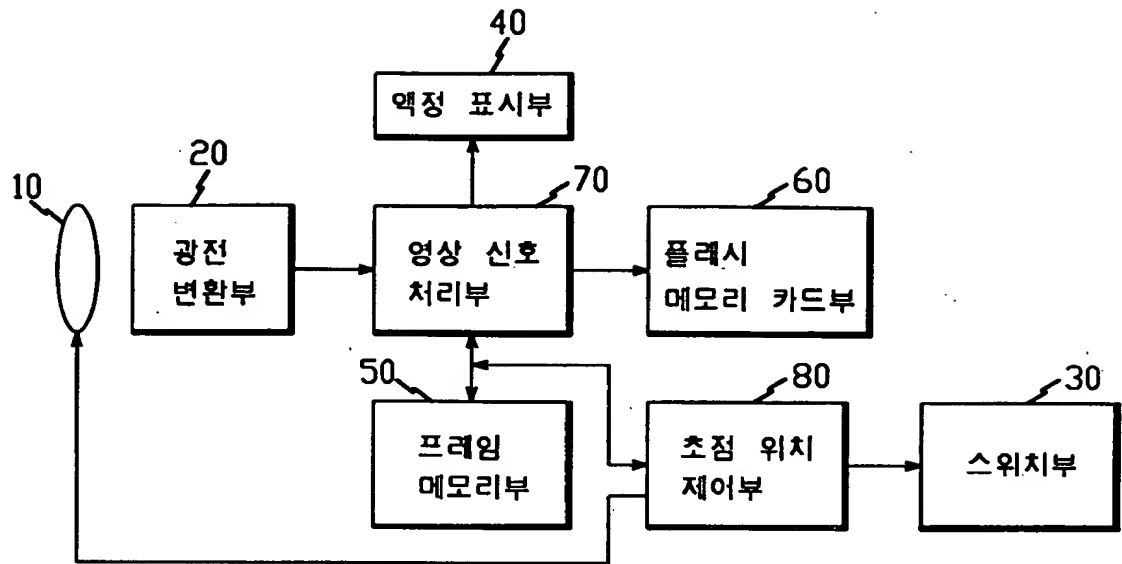 40
액정 표시부
20
10
70
60
광전
변환부
영상 신호
처리부
플래시
메모리 카드부
50
80
30
프레임
메모리부
초점 위치
제어부
스위치부